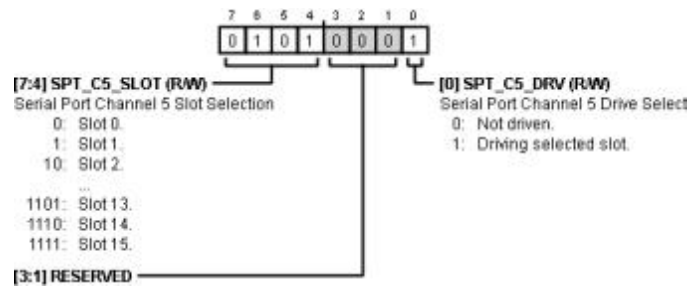 7 6 5 4 3 2 1 0
0 1 0 1 0 0 0 1
[7:4] SPT_C5_SLOT (R/W)
Serial Port Channel 5 Slot Selection
0: Slot 0.
1: Slot 1.
10: Slot 2.
...
1101: Slot 13.
1110: Slot 14.
1111: Slot 15.
[3:1] RESERVED
[0] SPT_C5_DRV (R/W)
Serial Port Channel 5 Drive Select
0: Not driven.
1: Driving selected slot.